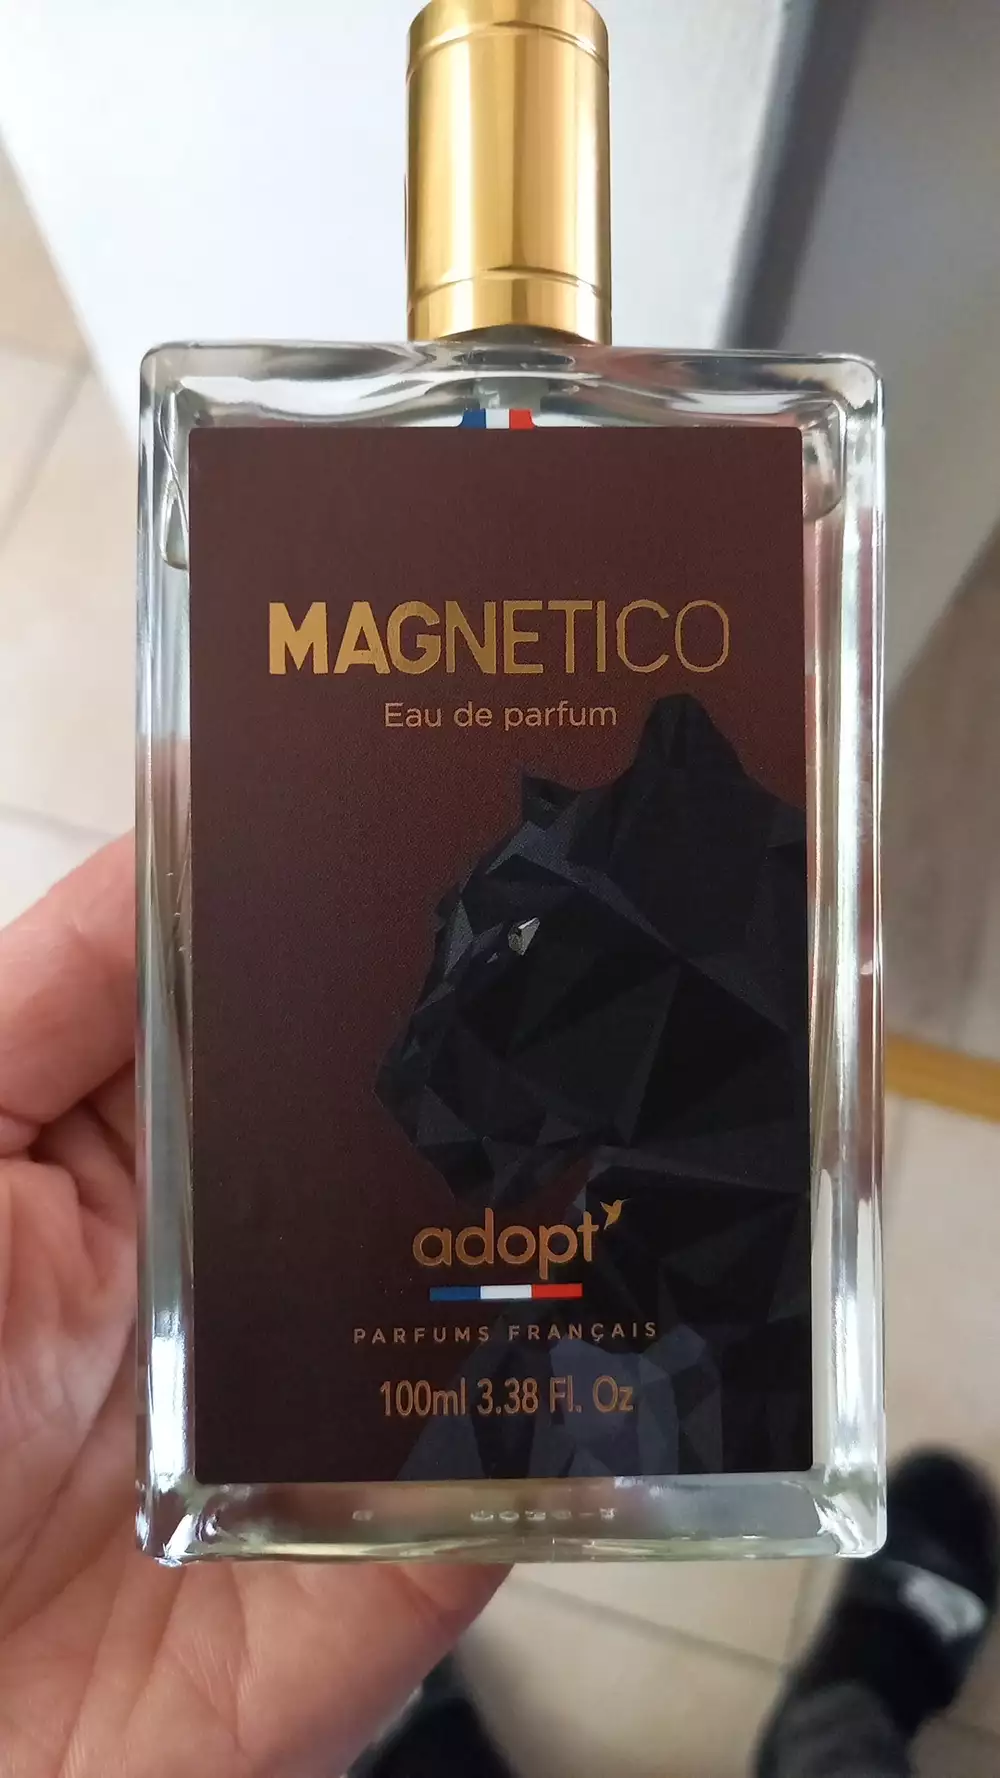 MAGNETICO
Eau de parfum
adopt
PARFUMS FRANÇAIS
100ml 3.38 Fl. Oz